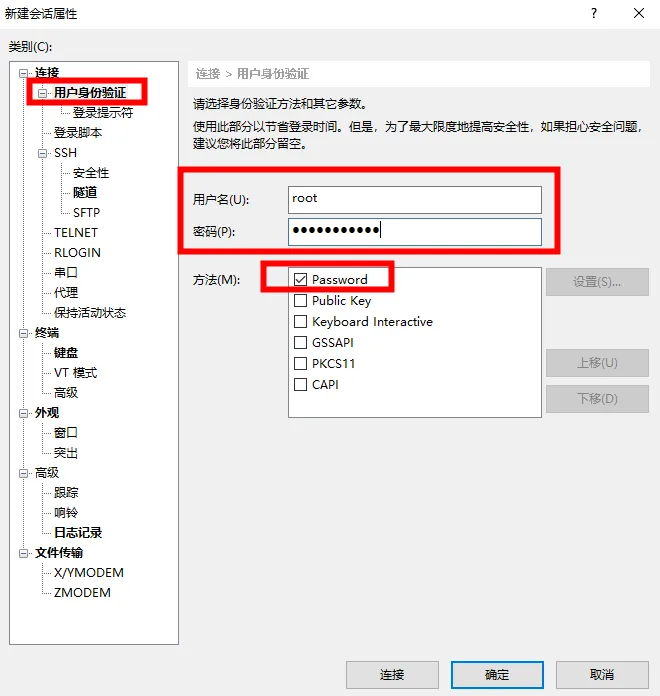 新建会话属性
?
类别(C):
连接
用户身份验证
登录提示符
登录脚本
SSH
安全性
隧道
SFTP
TELNET
RLOGIN
串口
代理
保持活动状态
终端
键盘
VT 模式
高级
外观
窗口
突出
高级
跟踪
响铃
日志记录
文件传输
X/YMODEM
ZMODEM
连接 > 用户身份验证
请选择身份验证方法和其它参数。
使用此部分以节省登录时间。但是，为了最大限度地提高安全性，如果担心安全问题，
建议您将此部分留空。
用户名(U):
root
密码(P):
●●●●●●●●●●●
方法(M):
Password
Public Key
Keyboard Interactive
GSSAPI
PKCS11
CAPI
设置(S)...
上移(U)
下移(D)
连接
确定
取消